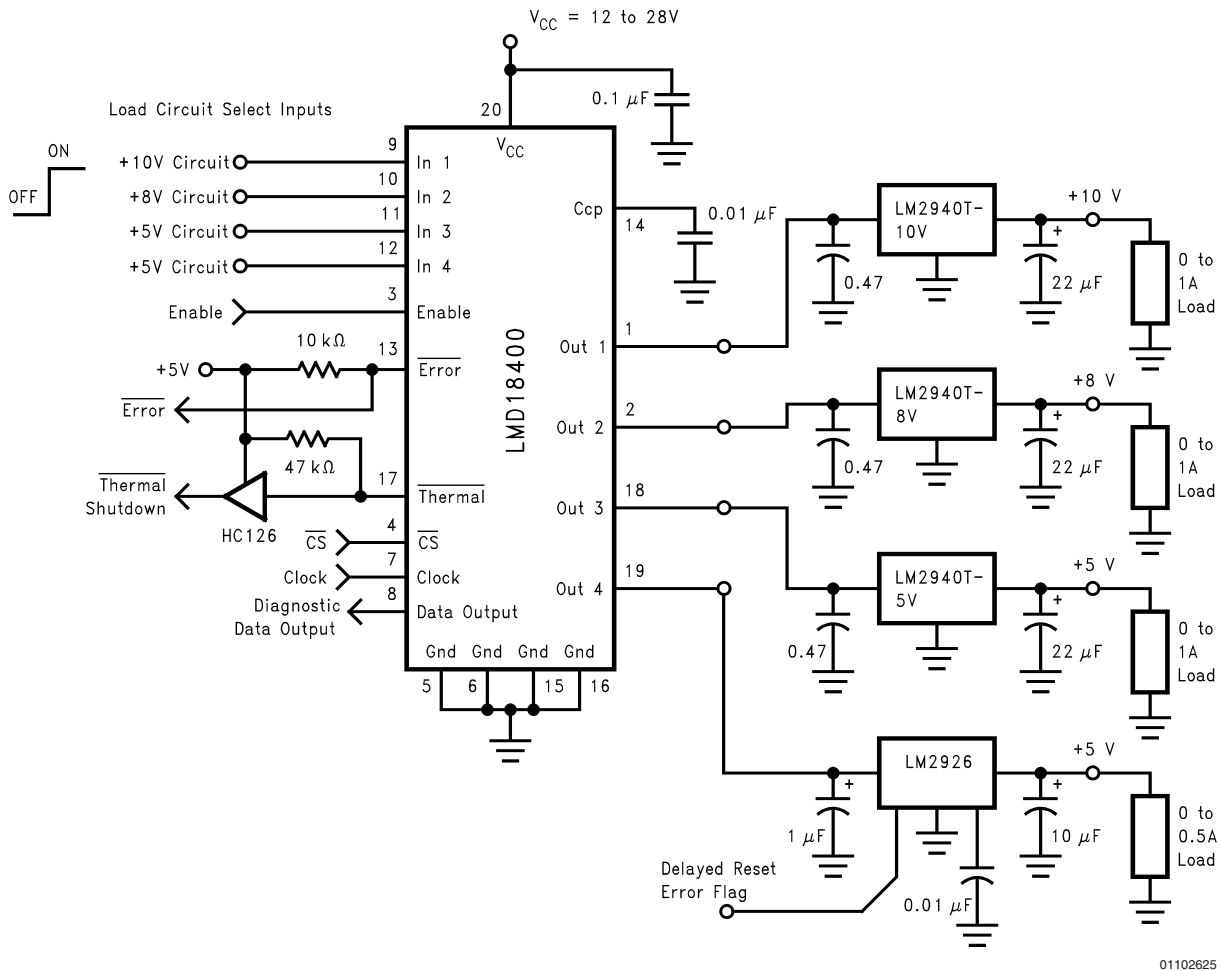 V_CC = 12 to 28V
0.1 µF
Load Circuit Select Inputs
20
V_CC
ON
OFF
+10V Circuit
9
In 1
+8V Circuit
10
In 2
+5V Circuit
11
In 3
+5V Circuit
12
In 4
Enable
3
Enable
10 kΩ
+5V
13
Error
Error
47 kΩ
Thermal
Shutdown
HC126
17
Thermal
CS
4
CS
Clock
7
Clock
Diagnostic
Data Output
8
Data Output
LMD18400
Gnd Gnd Gnd Gnd
5 6 15 16
Ccp
14
0.01 µF
1
Out 1
2
Out 2
18
Out 3
19
Out 4
0.47
LM2940T-
10V
+
22 µF
+10 V
0 to
1A
Load
0.47
LM2940T-
8V
+
22 µF
+8 V
0 to
1A
Load
0.47
LM2940T-
5V
+
22 µF
+5 V
0 to
1A
Load
+
1 µF
LM2926
+
10 µF
+5 V
0 to
0.5A
Load
Delayed Reset
Error Flag
0.01 µF
01102625